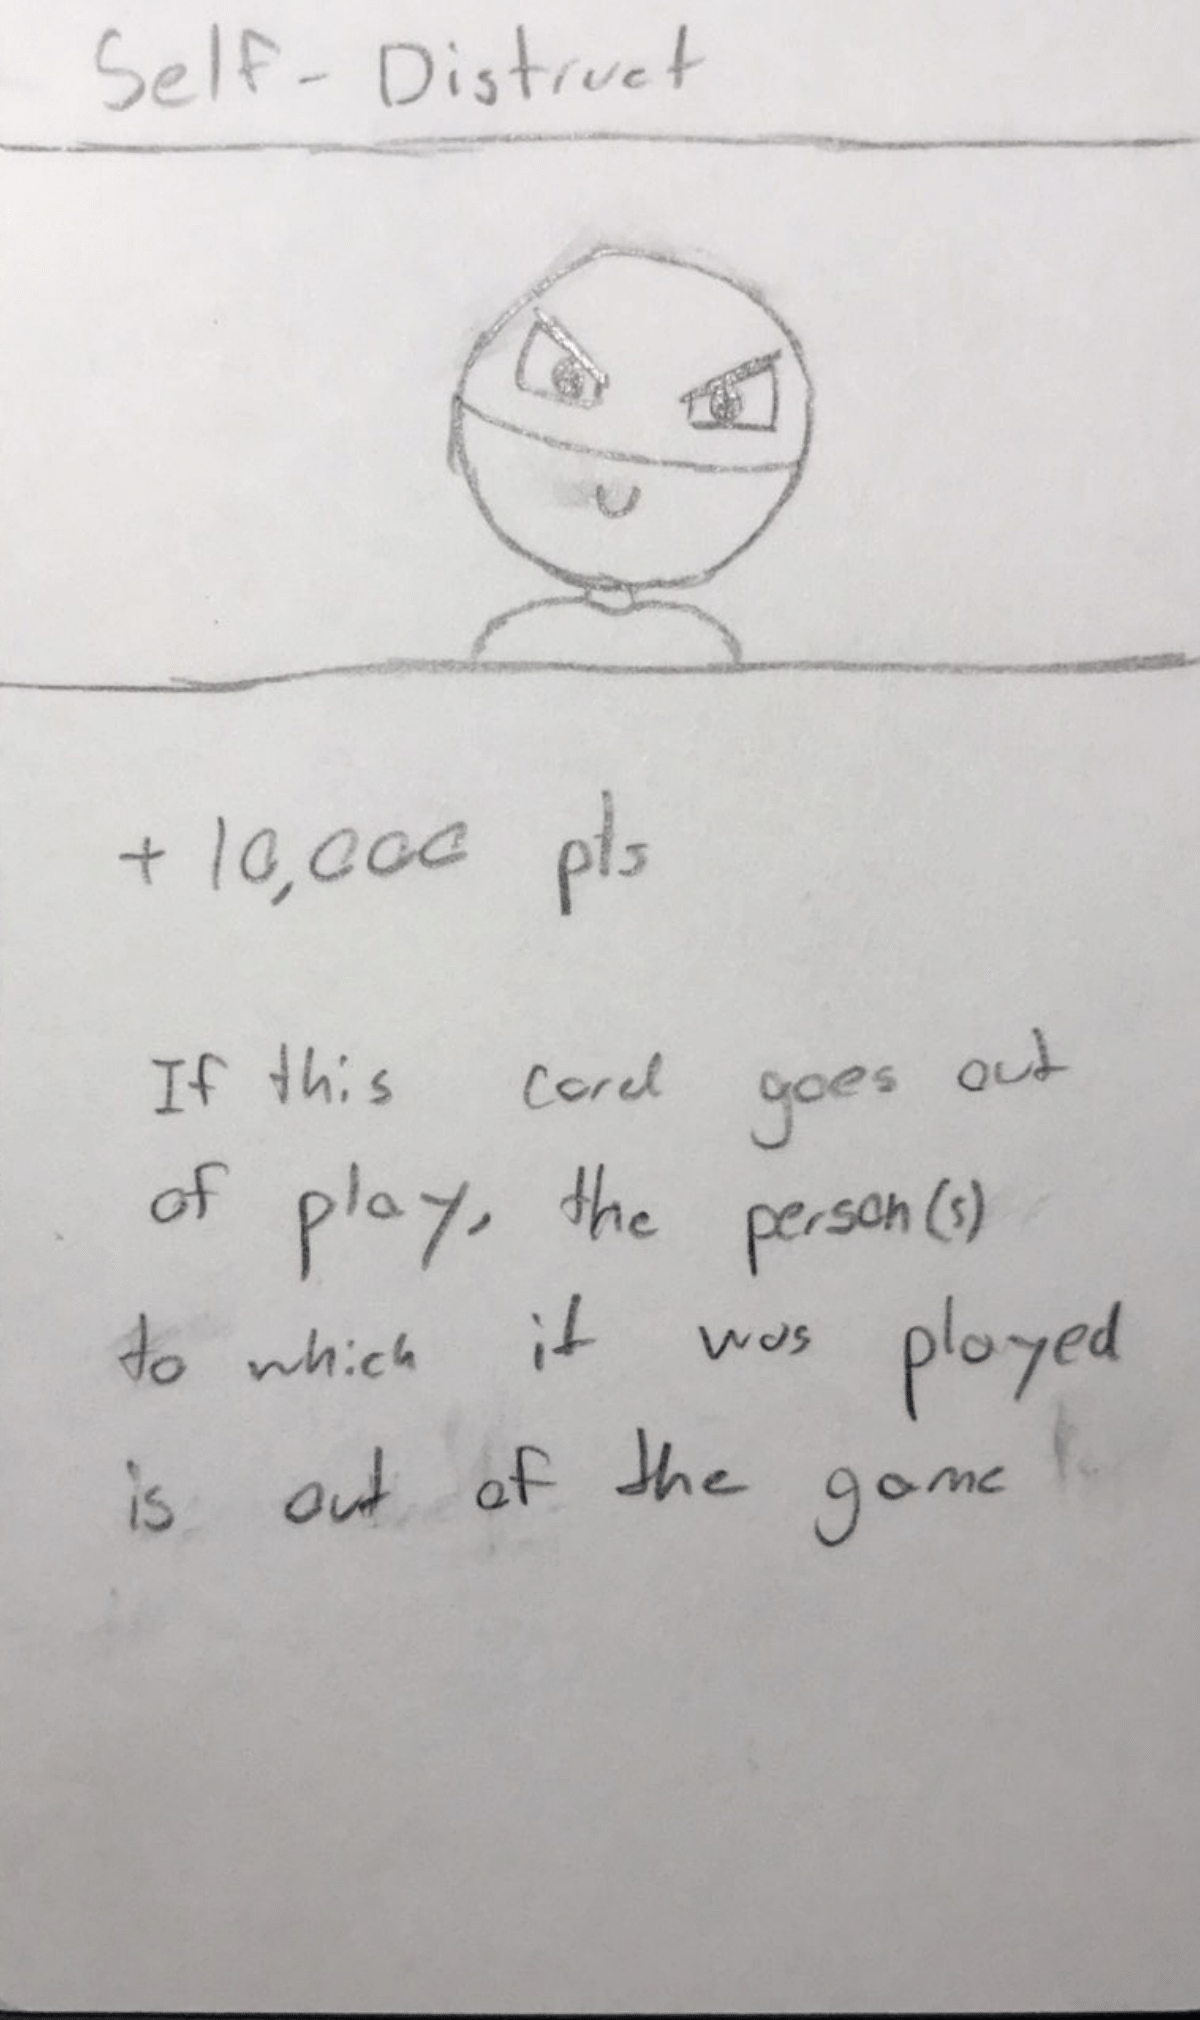 Self-Distruct
+ 10,000 pts
If this card goes out
of play, the person(s)
to which it was played
is out of the game